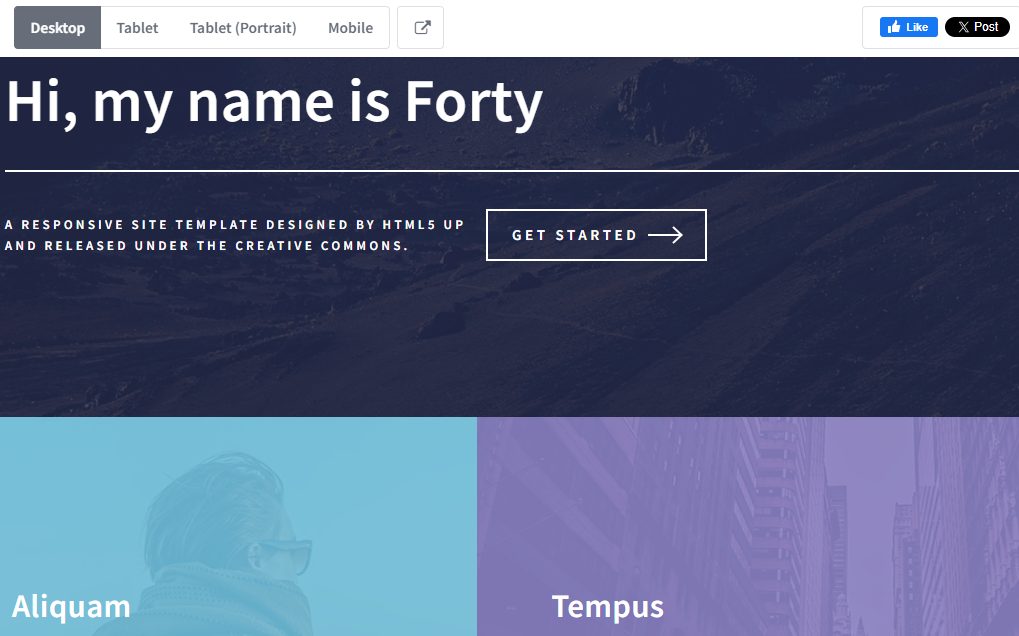 Desktop Tablet Tablet (Portrait) Mobile Like Post
Hi, my name is Forty
A RESPONSIVE SITE TEMPLATE DESIGNED BY HTML5 UP
AND RELEASED UNDER THE CREATIVE COMMONS.
GET STARTED
Aliquam
Tempus